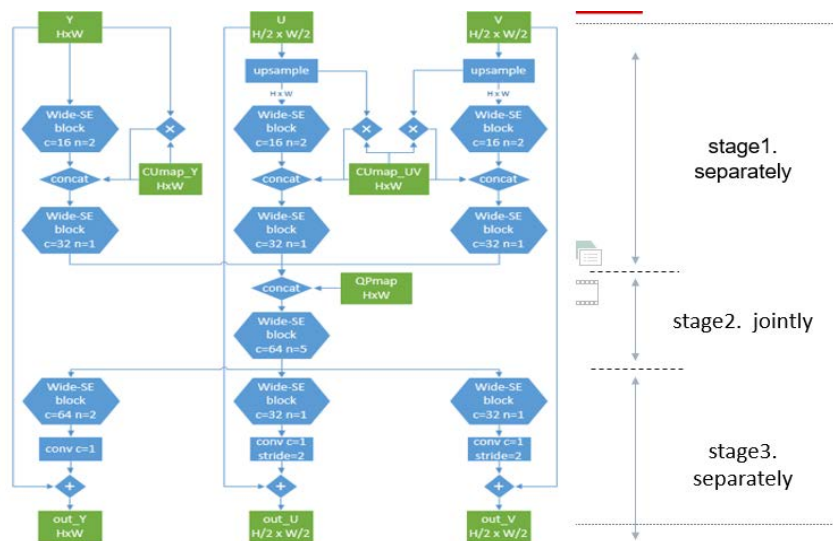 Y
HxW
U
H/2 x W/2
V
H/2 x W/2
upsample
upsample
H x W
H x W
Wide-SE
block
c=16 n=2
×
Wide-SE
block
c=16 n=2
×
×
Wide-SE
block
c=16 n=2
concat
CUmap_Y
HxW
concat
CUmap_UV
HxW
concat
Wide-SE
block
c=32 n=1
Wide-SE
block
c=32 n=1
Wide-SE
block
c=32 n=1
stage1.
separately
concat
QPmap
HxW
Wide-SE
block
c=64 n=5
stage2. jointly
Wide-SE
block
c=64 n=2
Wide-SE
block
c=32 n=1
Wide-SE
block
c=32 n=1
conv c=1
conv c=1
stride=2
conv c=1
stride=2
+
+
+
out_Y
HxW
out_U
H/2 x W/2
out_V
H/2 x W/2
stage3.
separately